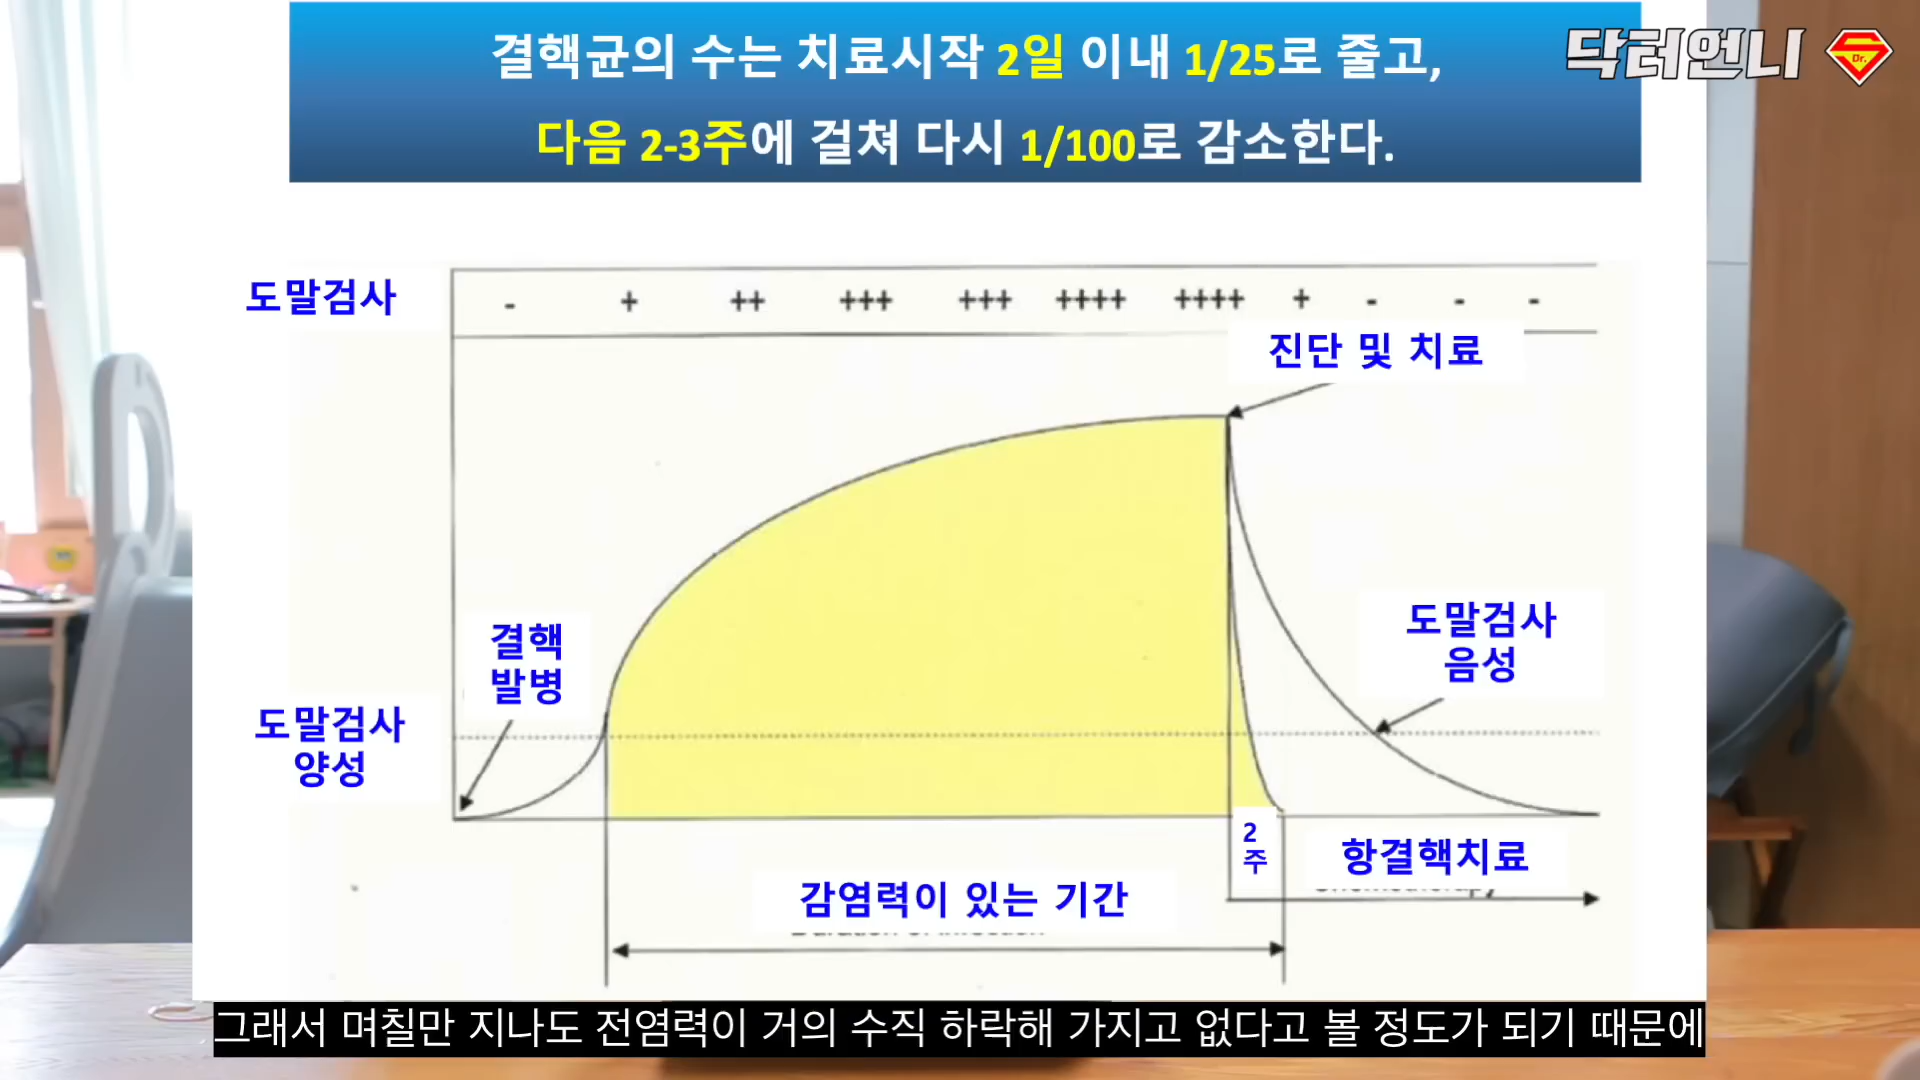 결핵균의 수는 치료시작 2일 이내 1/25로 줄고,
다음 2-3주에 걸쳐 다시 1/100로 감소한다.
닥터언니
Dr.
도말검사
- + ++ +++ +++ ++++ ++++ + - - -
진단 및 치료
결핵
발병
도말검사
음성
도말검사
양성
2
주
항결핵치료
감염력이 있는 기간
그래서 며칠만 지나도 전염력이 거의 수직 하락해 가지고 없다고 볼 정도가 되기 때문에